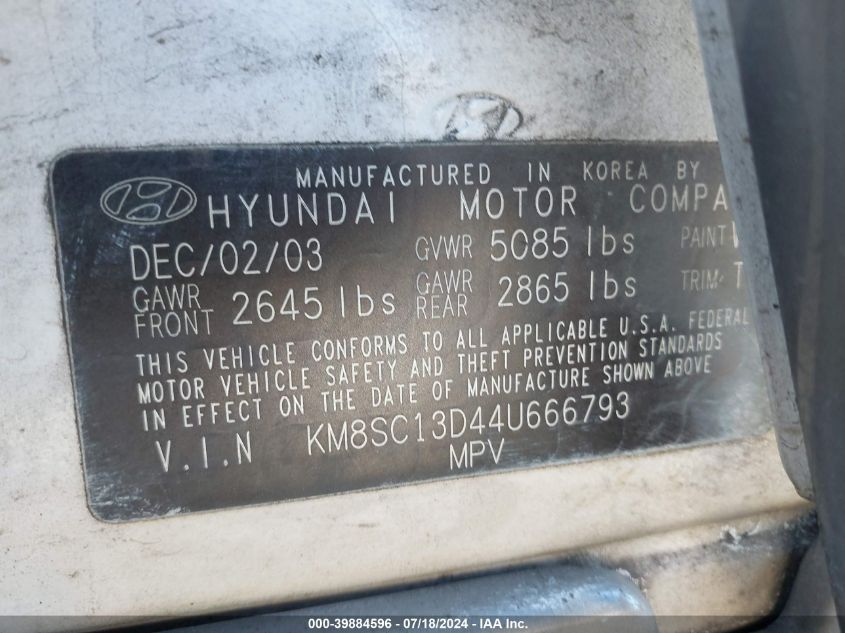 MANUFACTURED IN KOREA BY
HYUNDAI MOTOR COMPA
DEC/02/03 GVWR 5085 lbs PAINT
GAWR FRONT 2645 lbs GAWR REAR 2865 lbs TRIM T
THIS VEHICLE CONFORMS TO ALL APPLICABLE U.S.A. FEDERAL
MOTOR VEHICLE SAFETY AND THEFT PREVENTION STANDARDS
IN EFFECT ON THE DATE OF MANUFACTURE SHOWN ABOVE
V.I.N KM8SC13D44U666793
MPV
000-39884596 - 07/18/2024 - IAA Inc.